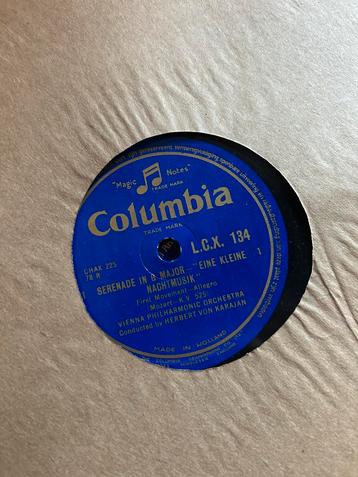 "Magic Notes"
TRADE MARK
Columbia
TRADE MARK
L.C.X. 134
CHAX 225
78 R
SERENADE IN G MAJOR... "EINE KLEINE
NACHTMUSIK" 1
First Movement - Allegro
Mozart - K.V. 525
VIENNA PHILHARMONIC ORCHESTRA
Conducted by HERBERT VON KARAJAN
MADE IN HOLLAND